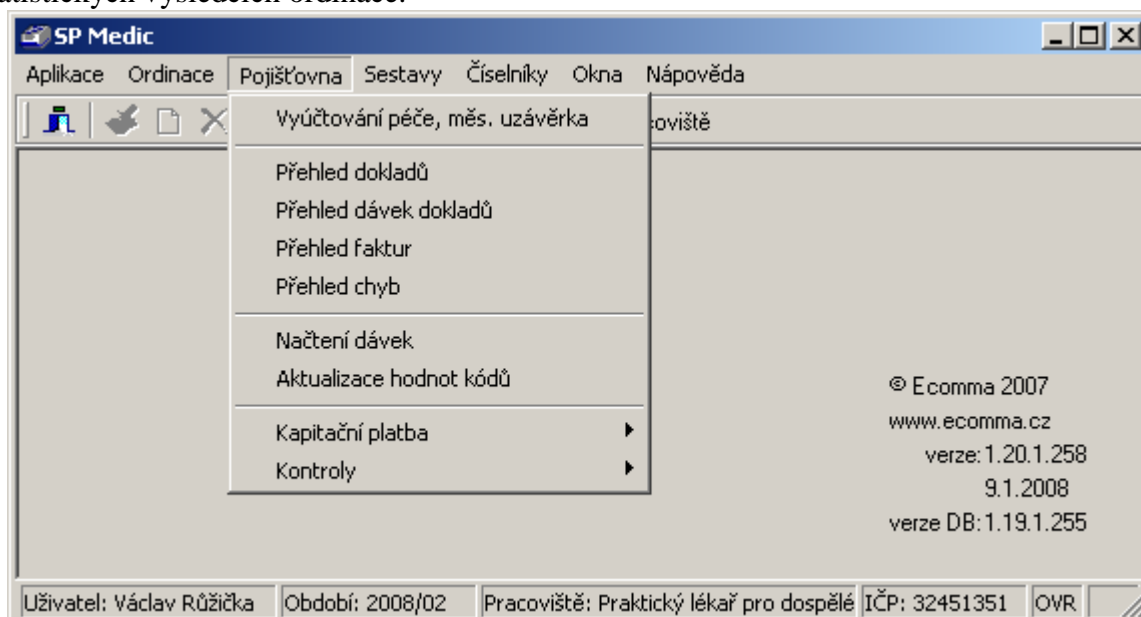 výsledcích ordinace.
SP Medic
Aplikace Ordinace Pojišťovna Sestavy Číselníky Okna Nápověda
Vyúčtování péče, měs. uzávěrka
Přehled dokladů
Přehled dávek dokladů
Přehled faktur
Přehled chyb
Načtení dávek
Aktualizace hodnot kódů
Kapitační platba
Kontroly
© Ecomma 2007
www.ecomma.cz
verze: 1.20.1.258
9.1.2008
verze DB: 1.19.1.255
Uživatel: Václav Růžička Období: 2008/02 Pracoviště: Praktický lékař pro dospělé IČP: 32451351 OVR